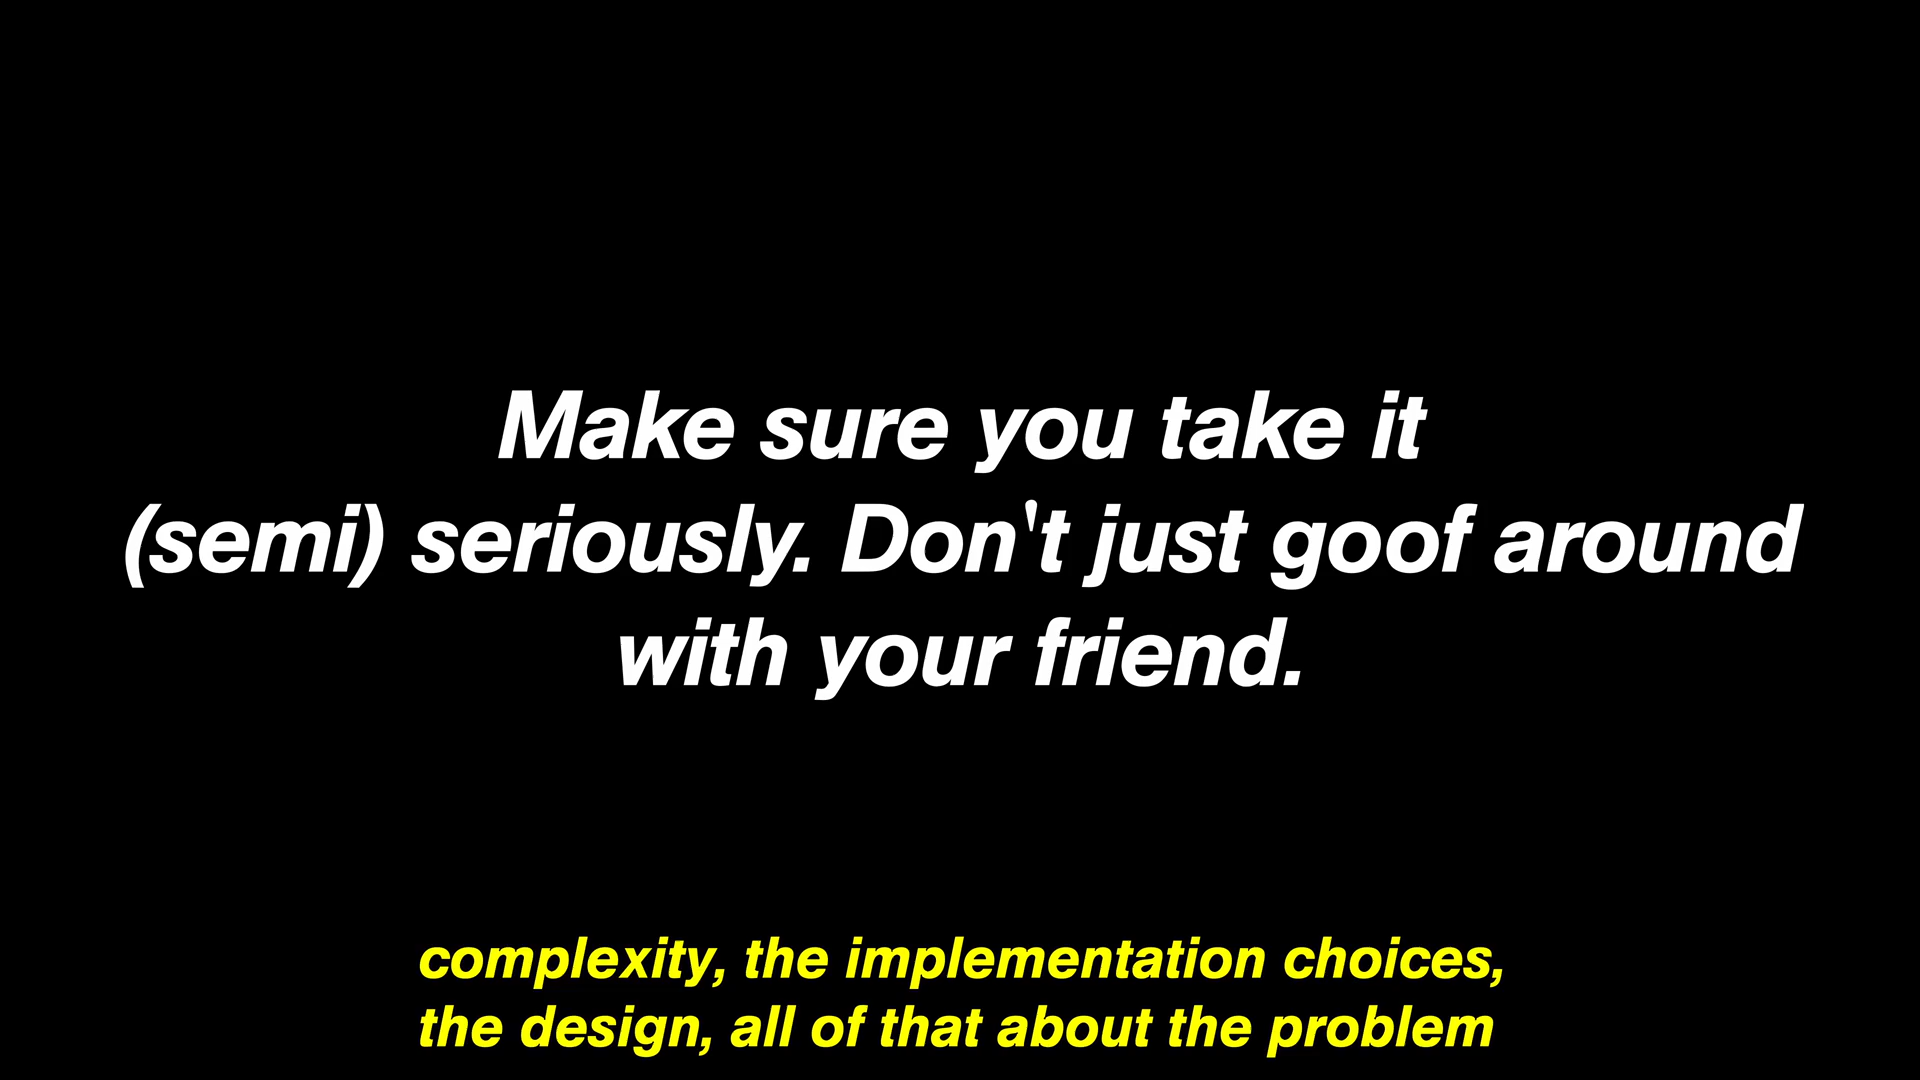 Make sure you take it
(semi) seriously. Don't just goof around
with your friend.
complexity, the implementation choices,
the design, all of that about the problem